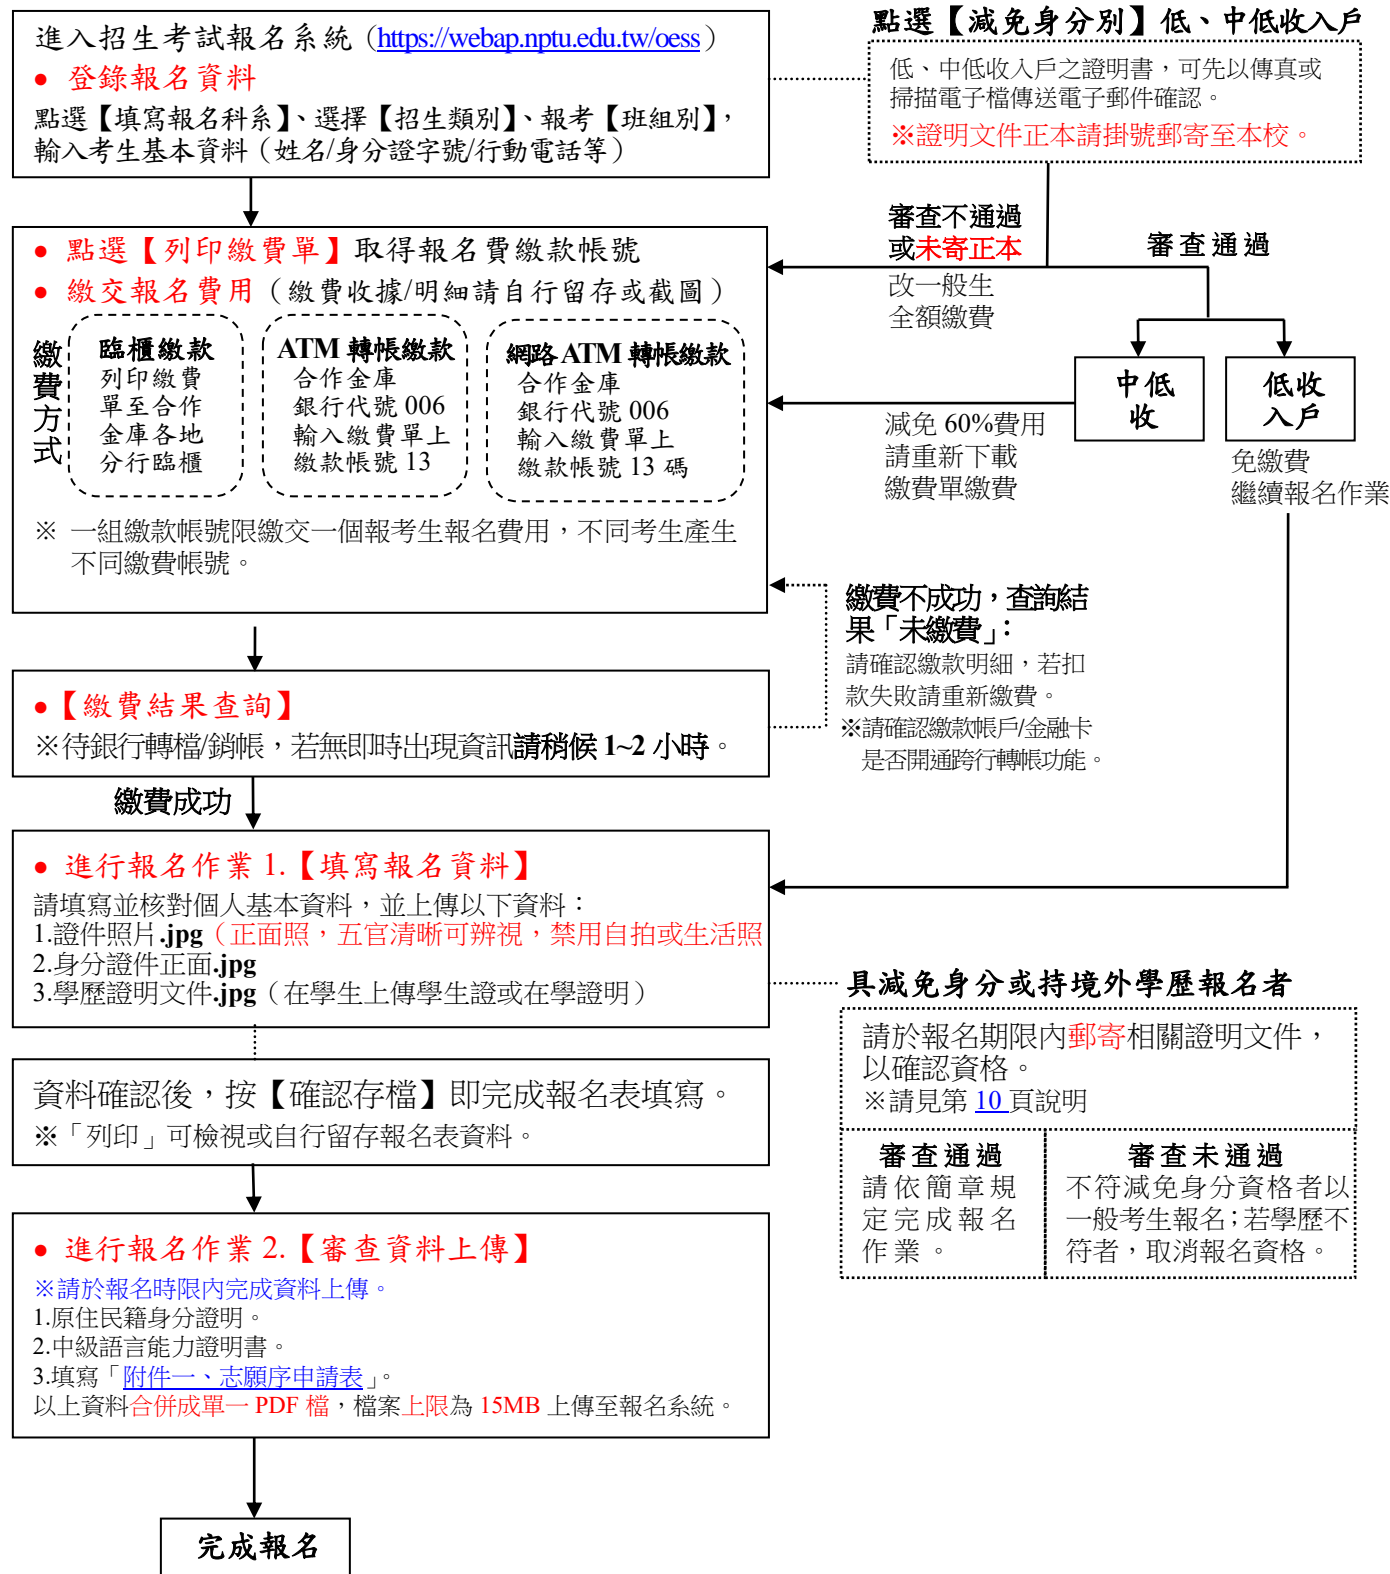 進入招生考試報名系統 (https://webap.nptu.edu.tw/oess)
● 登錄報名資料
點選【填寫報名科系】、選擇【招生類別】、報考【班組別】,
輸入考生基本資料（姓名/身分證字號/行動電話等）
點選【減免身分別】低、中低收入戶
低、中低收入戶之證明書，可先以傳真或
掃描電子檔傳送電子郵件確認。
※證明文件正本請掛號郵寄至本校。
審查不通過
或未寄正本
改一般生
全額繳費
審查通過
● 點選【列印繳費單】取得報名費繳款帳號
● 繳交報名費用（繳費收據/明細請自行留存或截圖）
繳費方式
臨櫃繳款
列印繳費
單至合作
金庫各地
分行臨櫃
ATM 轉帳繳款
合作金庫
銀行代號 006
輸入繳費單上
繳款帳號 13
網路 ATM 轉帳繳款
合作金庫
銀行代號 006
輸入繳費單上
繳款帳號 13 碼
※ 一組繳款帳號限繳交一個報考生報名費用，不同考生產生
不同繳費帳號。
中低
收
低收
入戶
減免 60%費用
請重新下載
繳費單繳費
免繳費
繼續報名作業
繳費不成功，查詢結
果「未繳費」：
請確認繳款明細，若扣
款失敗請重新繳費。
※請確認繳款帳戶/金融卡
是否開通跨行轉帳功能。
●【繳費結果查詢】
※待銀行轉檔/銷帳，若無即時出現資訊請稍候 1~2 小時。
繳費成功
● 進行報名作業 1.【填寫報名資料】
請填寫並核對個人基本資料，並上傳以下資料：
1.證件照片.jpg（正面照，五官清晰可辨視，禁用自拍或生活照
2.身分證件正面.jpg
3.學歷證明文件.jpg（在學生上傳學生證或在學證明）
具減免身分或持境外學歷報名者
請於報名期限內郵寄相關證明文件，
以確認資格。
※請見第 10 頁說明
審查通過
請依簡章規
定完成報名
作業。
審查未通過
不符減免身分資格者以
一般考生報名；若學歷不
符者，取消報名資格。
資料確認後，按【確認存檔】即完成報名表填寫。
※「列印」可檢視或自行留存報名表資料。
● 進行報名作業 2.【審查資料上傳】
※請於報名時限內完成資料上傳。
1.原住民籍身分證明。
2.中級語言能力證明書。
3.填寫「附件一、志願序申請表」。
以上資料合併成單一 PDF 檔，檔案上限為 15MB 上傳至報名系統。
完成報名